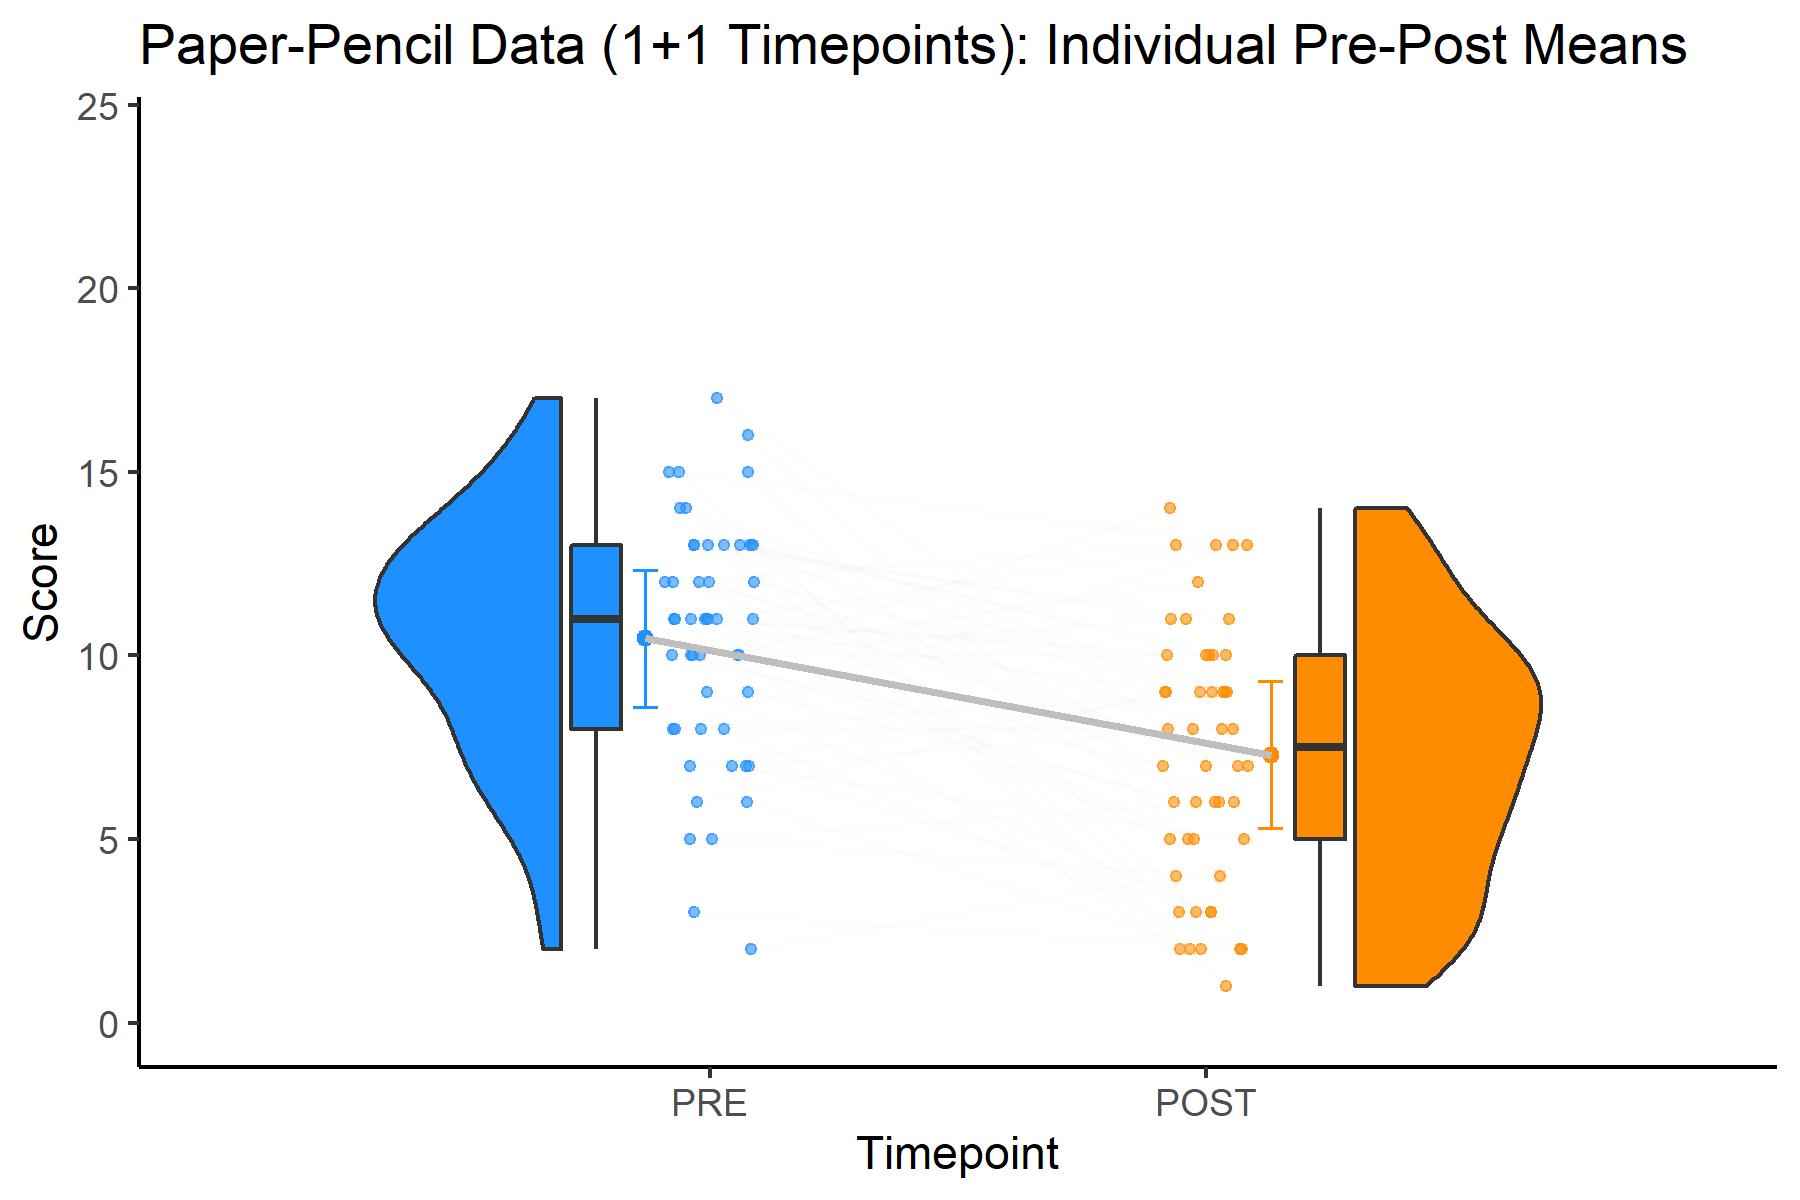 Paper-Pencil Data (1+1 Timepoints): Individual Pre-Post Means
25
20
15
10
5
0
Score
PRE
POST
Timepoint